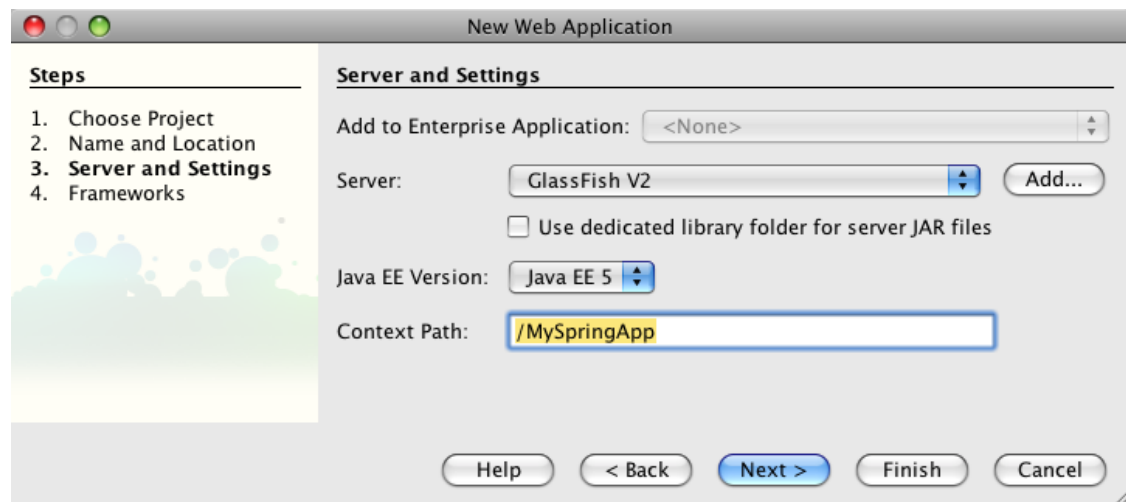 New Web Application
Steps
1. Choose Project
2. Name and Location
3. Server and Settings
4. Frameworks
Server and Settings
Add to Enterprise Application: <None>
Server: GlassFish V2 Add...
Use dedicated library folder for server JAR files
Java EE Version: Java EE 5
Context Path: /MySpringApp
Help < Back Next > Finish Cancel